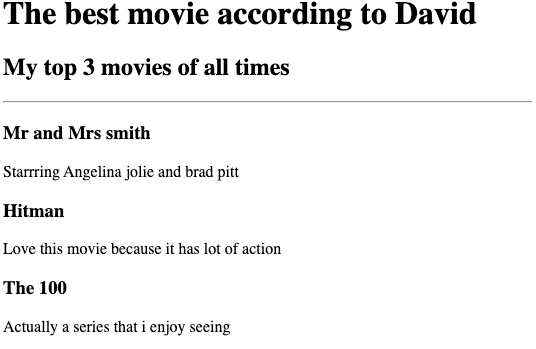 The best movie according to David
My top 3 movies of all times
Mr and Mrs smith
Starrring Angelina jolie and brad pitt
Hitman
Love this movie because it has lot of action
The 100
Actually a series that i enjoy seeing